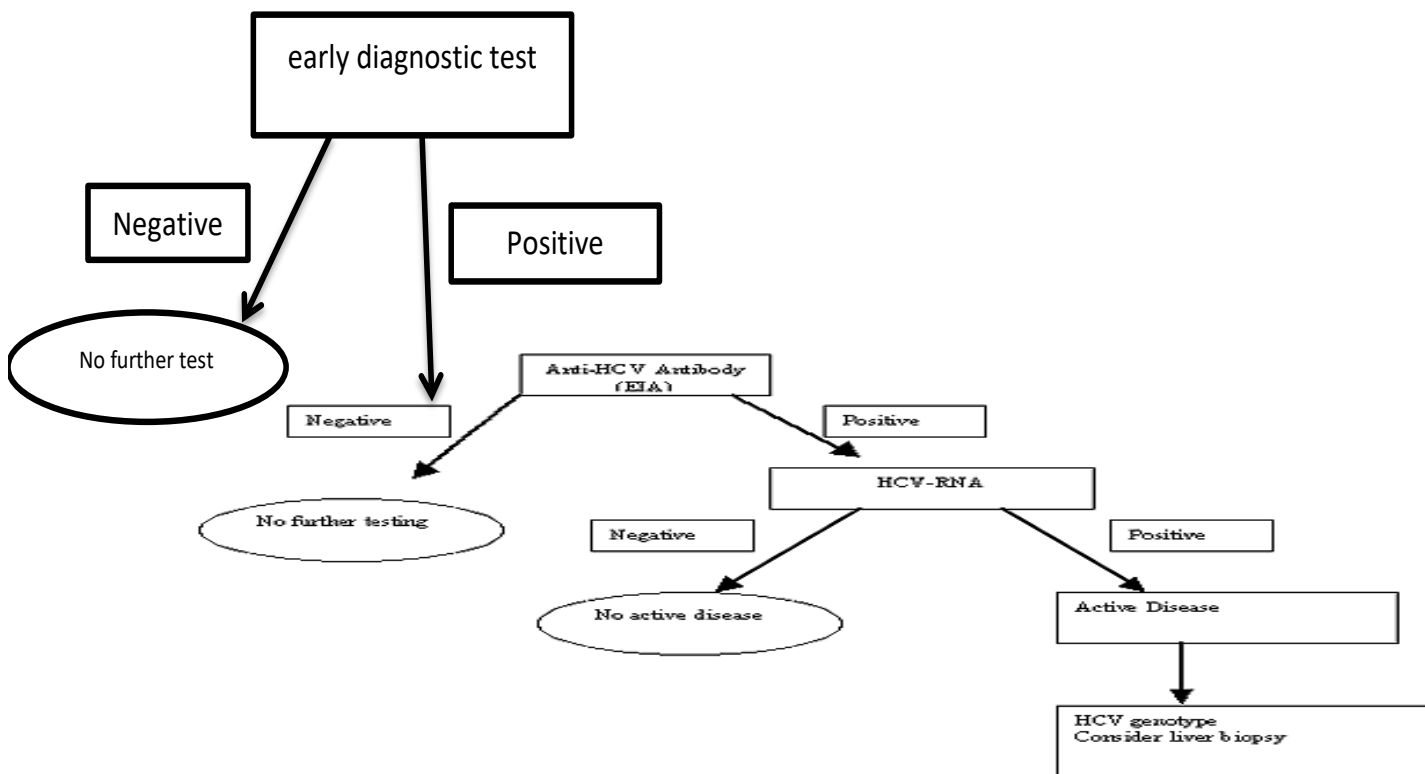 early diagnostic test
Negative
Positive
No further test
Anti-HCV Antibody
(EIA)
Negative
Positive
No further testing
HCV-RNA
Negative
Positive
No active disease
Active Disease
HCV genotype
Consider liver biopsy